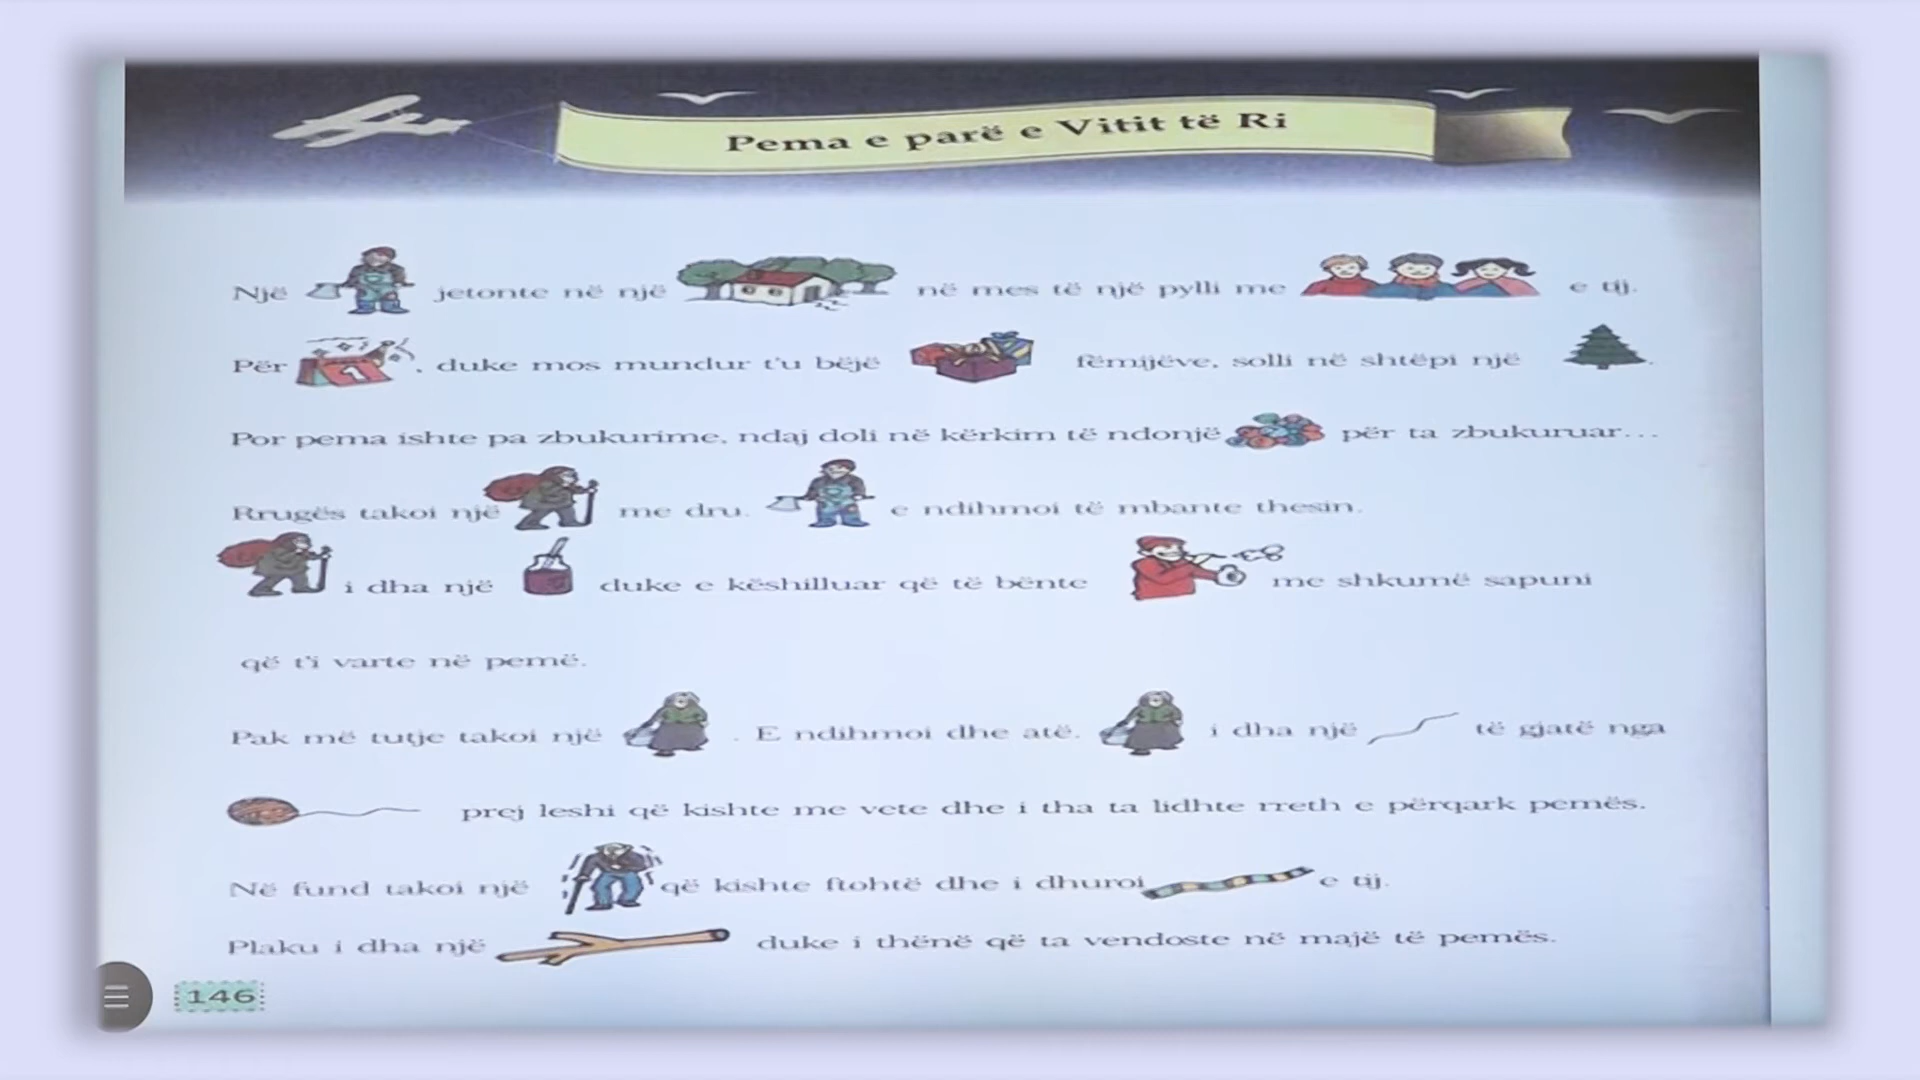 Pema e parë e Vitit të Ri
Një jetonte në një në mes të një pylli me e tij.
Për , duke mos mundur t'u bëjë fëmijëve, solli në shtëpi një .
Por pema ishte pa zbukurime, ndaj doli në kërkim të ndonjë për ta zbukuruar...
Rrugës takoi një me dru. e ndihmoi të mbante thesin.
i dha një duke e këshilluar që të bënte me shkumë sapuni
që t'i varte në pemë.
Pak më tutje takoi një . E ndihmoi dhe atë. i dha një të gjatë nga
prej leshi që kishte me vete dhe i tha ta lidhte rreth e përqark pemës.
Në fund takoi një që kishte ftohtë dhe i dhuroi e tij.
Plaku i dha një duke i thënë që ta vendoste në majë të pemës.
146